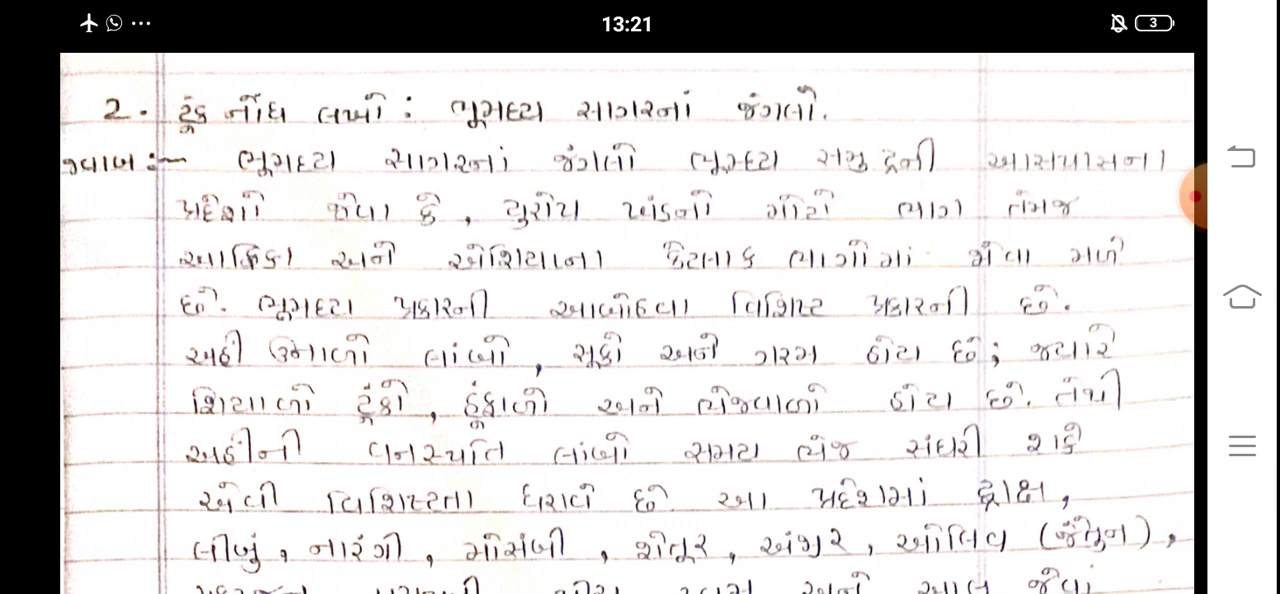 13:21
3
2. ટૂંક નોંધ લખો : ભૂમધ્ય સાગરનાં જંગલો.
જવાબ :- ભૂમધ્ય સાગરનાં જંગલો ભૂમધ્ય સમુદ્રની આસપાસના
પ્રદેશો જેવા કે, યુરોપ ખંડનો મોટો ભાગ તેમજ
આફ્રિકા અને એશિયાના કેટલાક ભાગોમાં જોવા મળે
છે. ભૂમધ્ય પ્રકારની આબોહવા વિશિષ્ટ પ્રકારની છે.
અહીં ઉનાળો લાંબો, સૂકો અને ગરમ હોય છે; જ્યારે
શિયાળો ટૂંકો, હૂંફાળો અને ભેજવાળો હોય છે. તેથી
અહીંની વનસ્પતિ લાંબો સમય ભેજ સંઘરી શકે
એવી વિશિષ્ટતા ધરાવે છે. આ પ્રદેશમાં દ્રાક્ષ,
લીંબું, નારંગી, મોસંબી, શેતૂર, અંજીર, ઓલિવ (જૈતુન),
અને જેવાં